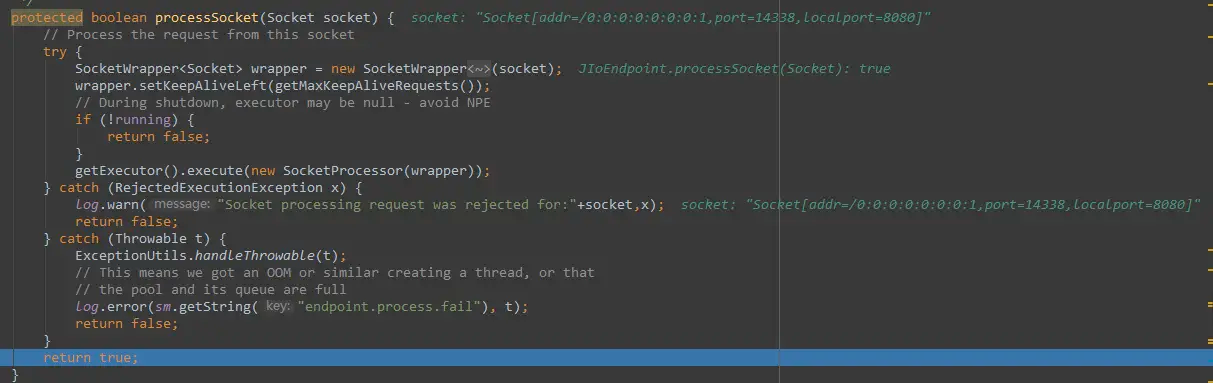 */
protected boolean processSocket(Socket socket) {  socket: "Socket[addr=/0:0:0:0:0:0:0:1,port=14338,localport=8080]"
    // Process the request from this socket
    try {
        SocketWrapper<Socket> wrapper = new SocketWrapper<~>(socket);  JIoEndpoint.processSocket(Socket): true
        wrapper.setKeepAliveLeft(getMaxKeepAliveRequests());
        // During shutdown, executor may be null - avoid NPE
        if (!running) {
            return false;
        }
        getExecutor().execute(new SocketProcessor(wrapper));
    } catch (RejectedExecutionException x) {
        log.warn( message: "Socket processing request was rejected for:"+socket,x);  socket: "Socket[addr=/0:0:0:0:0:0:0:1,port=14338,localport=8080]"
        return false;
    } catch (Throwable t) {
        ExceptionUtils.handleThrowable(t);
        // This means we got an OOM or similar creating a thread, or that
        // the pool and its queue are full
        log.error(sm.getString( key: "endpoint.process.fail"), t);
        return false;
    }
    return true;
}